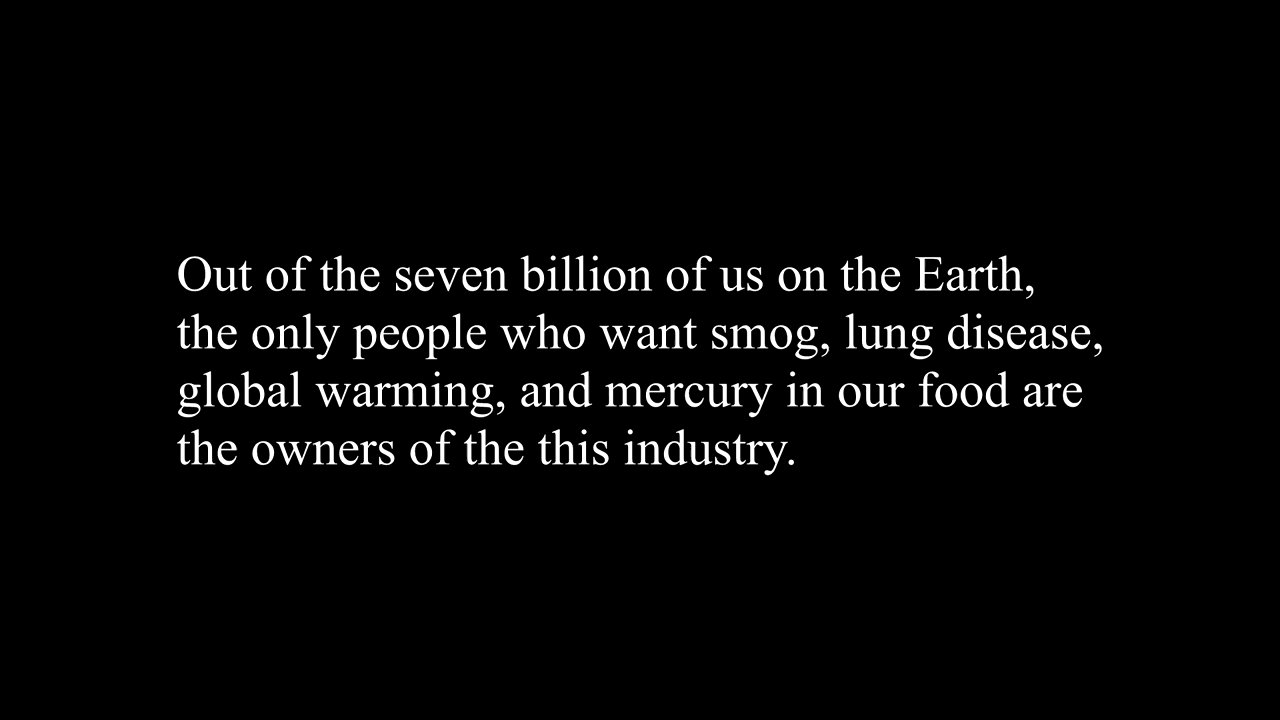 Out of the seven billion of us on the Earth,
the only people who want smog, lung disease,
global warming, and mercury in our food are
the owners of the this industry.